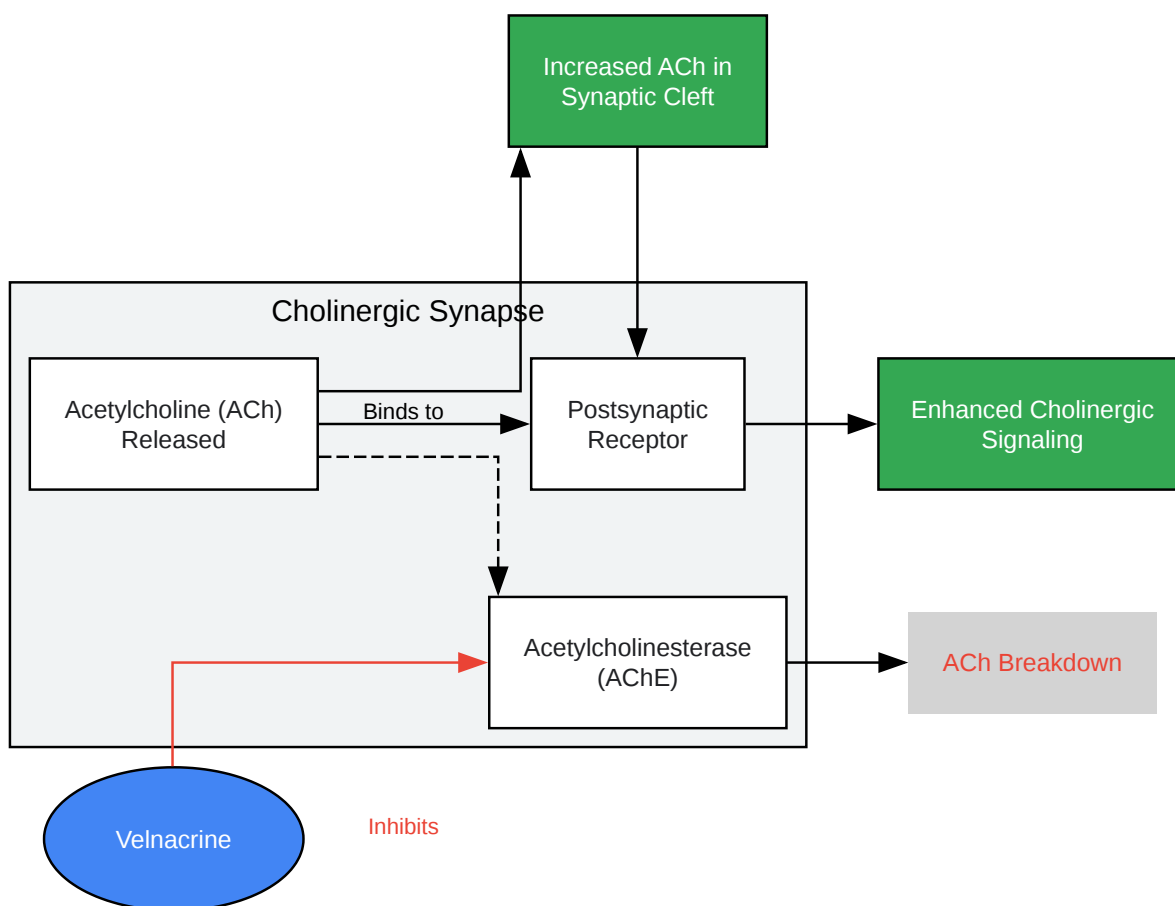 Increased ACh in
Synaptic Cleft
Cholinergic Synapse
Acetylcholine (ACh)
Released
Binds to
Postsynaptic
Receptor
Enhanced Cholinergic
Signaling
Acetylcholinesterase
(AChE)
ACh Breakdown
Velnacrine
Inhibits